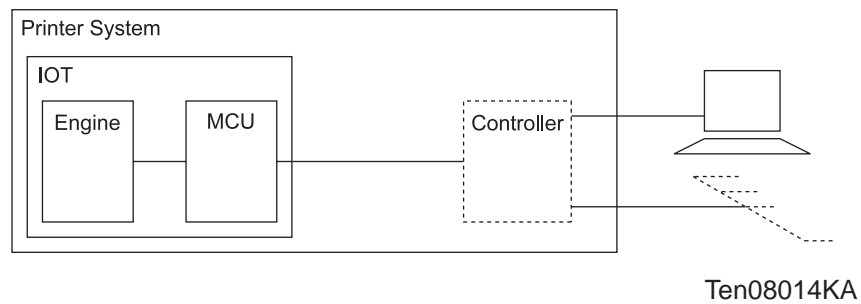 Printer System
IOT
Engine
MCU
Controller
Ten08014KA